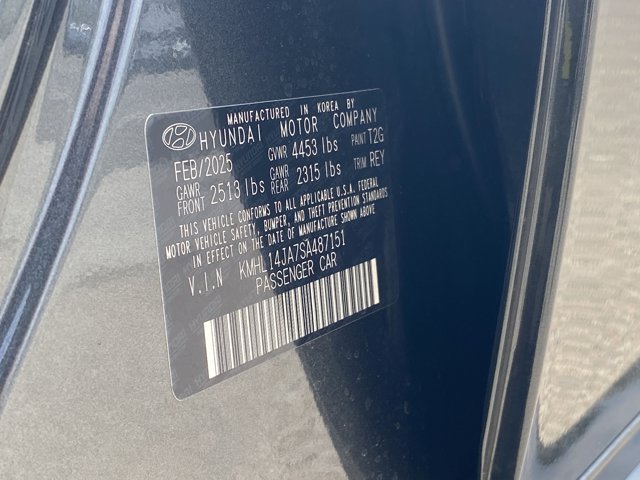 MANUFACTURED IN KOREA BY
HYUNDAI MOTOR COMPANY
FEB/2025 GVWR 4453 lbs PAINT T2G
GAWR FRONT 2513 lbs GAWR REAR 2315 lbs TRIM REY
THIS VEHICLE CONFORMS TO ALL APPLICABLE U.S.A. FEDERAL
MOTOR VEHICLE SAFETY, BUMPER, AND THEFT PREVENTION STANDARDS
IN EFFECT ON THE DATE OF MANUFACTURE SHOWN ABOVE
V.I.N KMHL14JA7SA487151
PASSENGER CAR